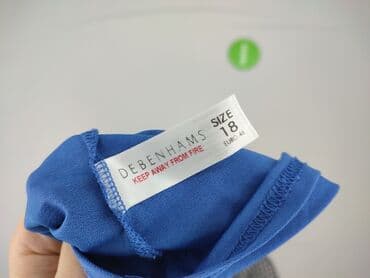 DEBENHAMS
KEEP AWAY FROM FIRE
SIZE
18